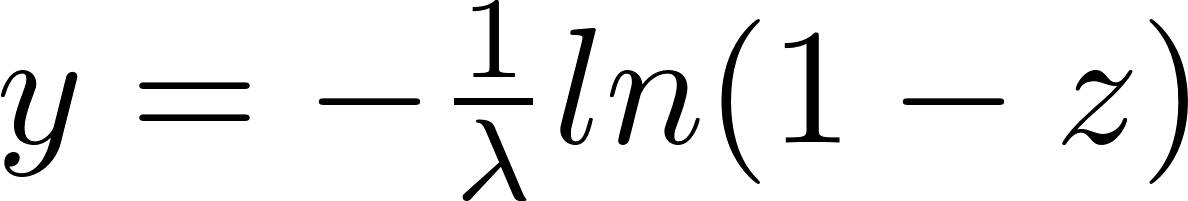 y = -\frac{1}{\lambda} ln(1 - z)